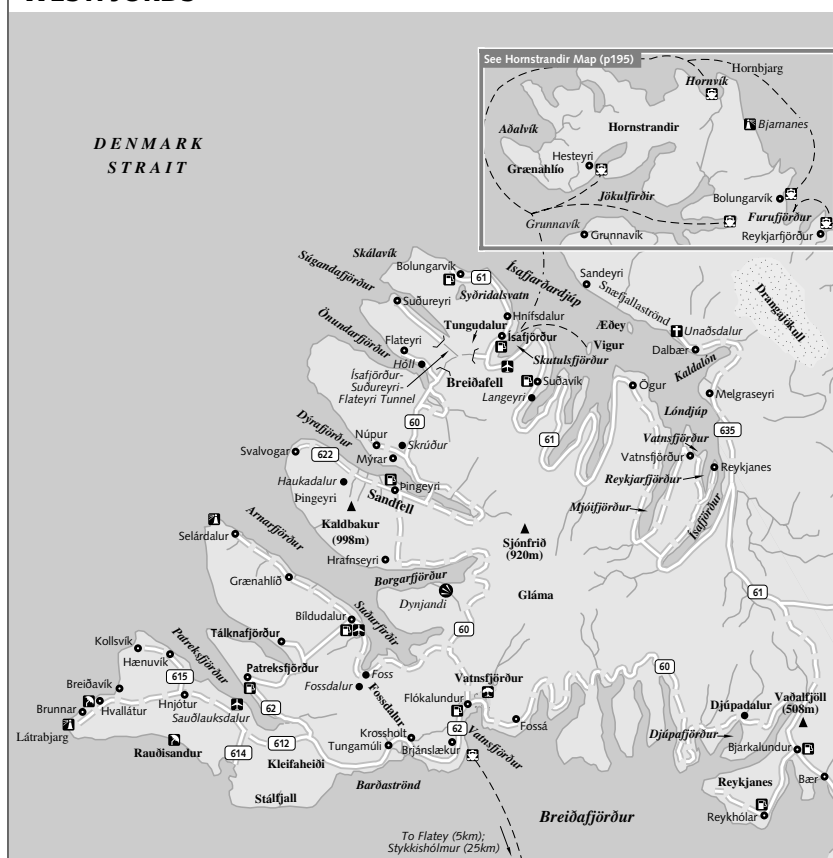 See Hornstrandir Map (p195)
Hornbjarg
Hornvík
DENMARK
STRAIT
Aðalvík
Hornstrandir
Bjarnanes
Hesteyri
Grænahlío
Jökulfirðir
Bolungarvík
Furufjörður
Grunnavík
Grunnavík
Reykjarfjörður
Skálavík
Bolungarvík
61
Ísafjarðardjúp
Sandeyri
Súgandafjörður
Syðridalsvatn
Snæfjallaströnd
Drangajökull
Suðureyri
Hnífsdalur
Önundarfjörður
Tungudalur
Ísafjörður
Æðey
Unaðsdalur
Flateyri
Vigur
Dalbær
Höll
Skutulsfjörður
Kaldalón
Ísafjörður-
Suðureyri-
Flateyri Tunnel
Breiðafell
Suðavík
Langeyri
Ögur
Melgraseyri
Lóndjúp
60
Dýrafjörður
Núpur
Skrúður
61
635
Svalvogar
622
Mýrar
Vatnsfjörður
Vatnsfjörður
Reykjanes
Haukadalur
Þingeyri
Reykjarfjörður
Þingeyri
Sandfell
Mjóifjörður
Ísafjörður
Kaldbakur
(998m)
Sjónfrið
(920m)
Arnarfjörður
Selárdalur
Hrafnseyri
Borgarfjörður
Grænahlíð
Gláma
Dynjandi
61
Bíldudalur
Suðurfirðir
60
Tálknafjörður
Kollsvík
Patreksfjörður
Hænuvík
Patreksfjörður
Foss
Vatnsfjörður
60
Breiðavík
615
Fossdalur
Fossdalur
Flókalundur
Djúpadálur
Vaðalfjöll
(508m)
Brunnar
Hvallátur
Hnjótur
Sauðlauksdalur
62
Fossá
Látrabjarg
Krossholt
62
Djúpafjörður
Bjarkalundur
Rauðisandur
614
612
Tungamúli
Brjánslækur
Vatnsfjörður
Kleifaheiði
Reykjanes
Bær
Stálfjall
Barðaströnd
Reykhólar
Breiðafjörður
To Flatey (5km);
Stykkishólmur (25km)